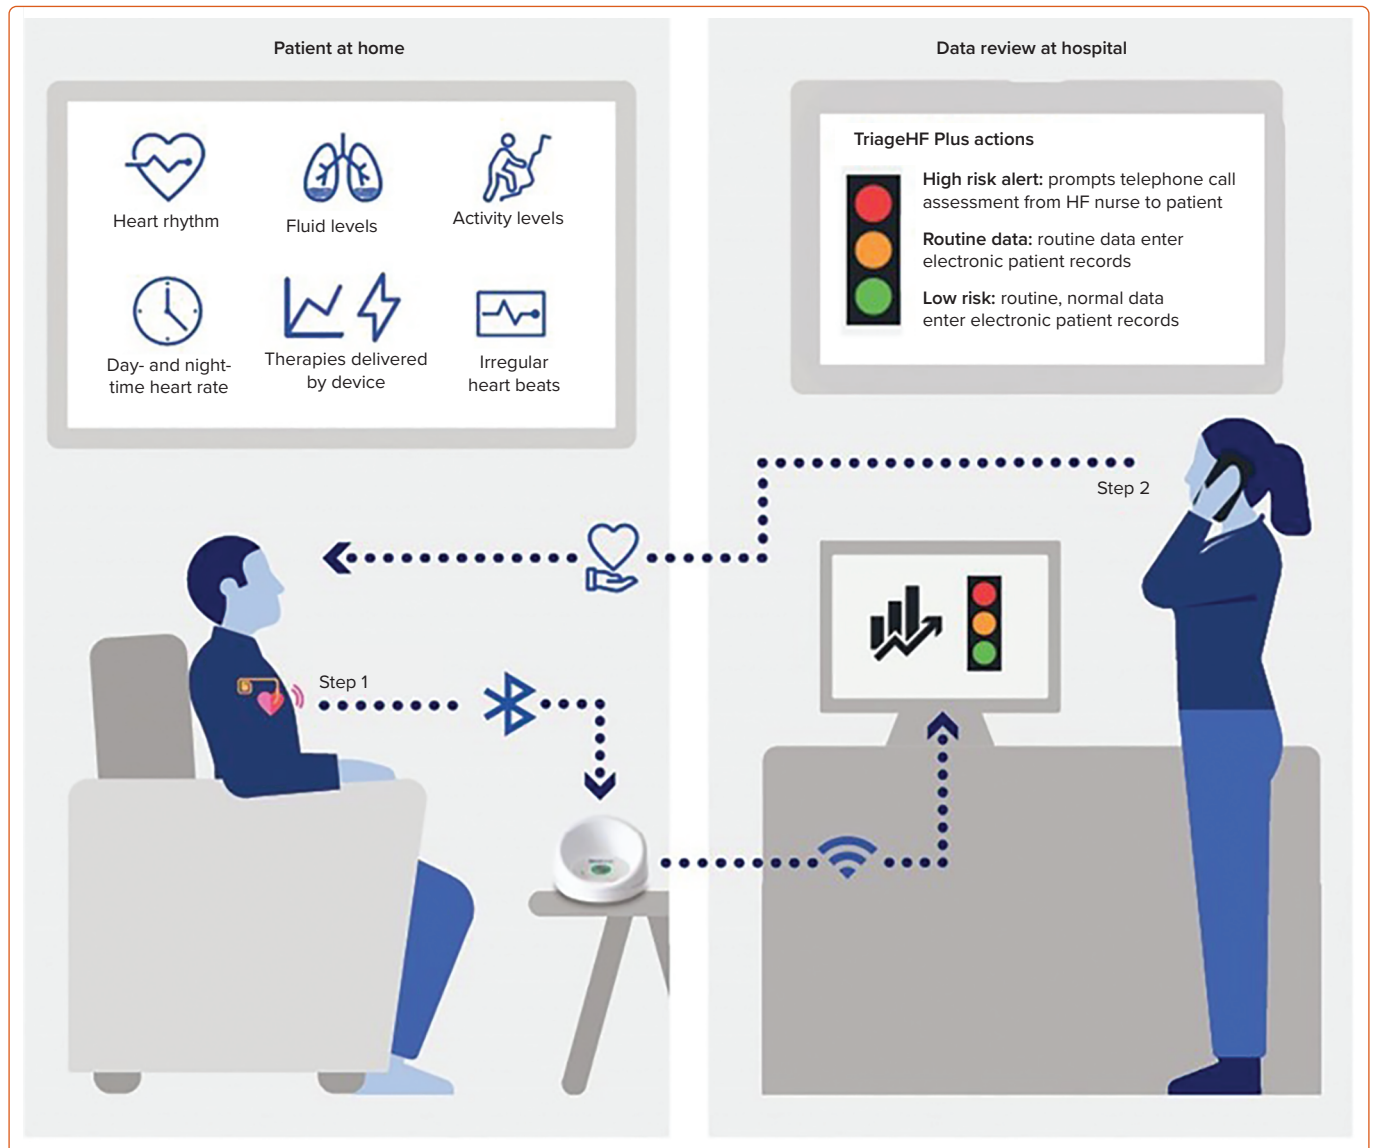 Patient at home
Heart rhythm
Fluid levels
Activity levels
Day- and night-
time heart rate
Therapies delivered
by device
Irregular
heart beats
Step 1
Data review at hospital
TriageHF Plus actions
High risk alert: prompts telephone call
assessment from HF nurse to patient
Routine data: routine data enter
electronic patient records
Low risk: routine, normal data
enter electronic patient records
Step 2